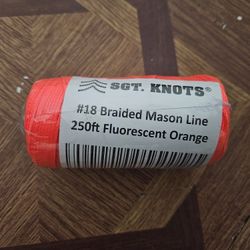 SGT. KNOTS®
#18 Braided Mason Line
250ft Fluorescent Orange